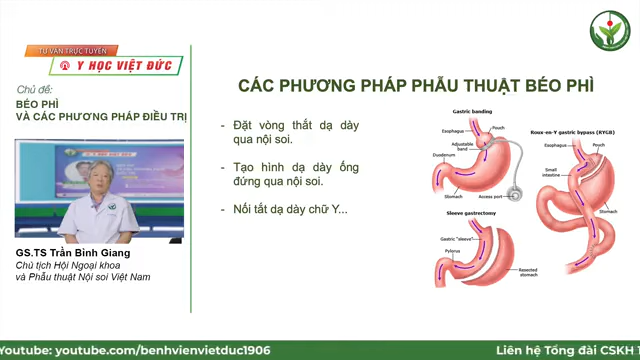 TƯ VẤN TRỰC TUYẾN
Y HỌC VIỆT ĐỨC
Chủ đề:
BÉO PHÌ
VÀ CÁC PHƯƠNG PHÁP ĐIỀU TRỊ
GS.TS Trần Bình Giang
Chủ tịch Hội Ngoại khoa
và Phẫu thuật Nội soi Việt Nam
CÁC PHƯƠNG PHÁP PHẪU THUẬT BÉO PHÌ
- Đặt vòng thắt dạ dày
qua nội soi.
- Tạo hình dạ dày ống
đứng qua nội soi.
- Nối tắt dạ dày chữ Y...
Gastric banding
Esophagus
Pouch
Adjustable
band
Duodenum
Stomach
Access port
Roux-en-Y gastric bypass (RYGB)
Esophagus
Pouch
Small
intestine
Stomach
Sleeve gastrectomy
Gastric "sleeve"
Pylorus
Resected
stomach
Youtube: youtube.com/benhvienvietduc1906
Liên hệ Tổng đài CSKH 1